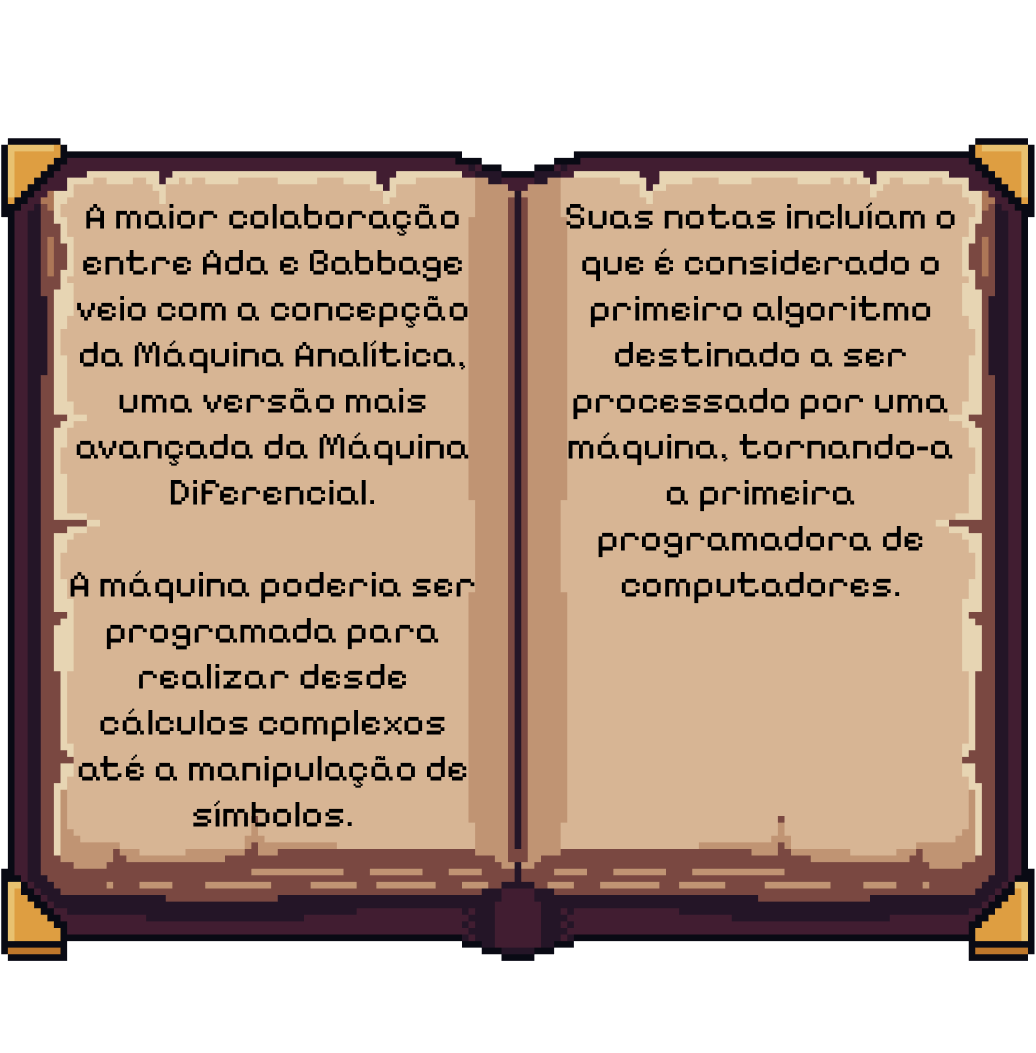 A maior colaboração
entre Ada e Babbage
veio com a concepção
da Máquina Analítica,
uma versão mais
avançada da Máquina
Diferencial.
A máquina poderia ser
programada para
realizar desde
cálculos complexos
até a manipulação de
símbolos.
Suas notas incluíam o
que é considerado o
primeiro algoritmo
destinado a ser
processado por uma
máquina, tornando-a
a primeira
programadora de
computadores.